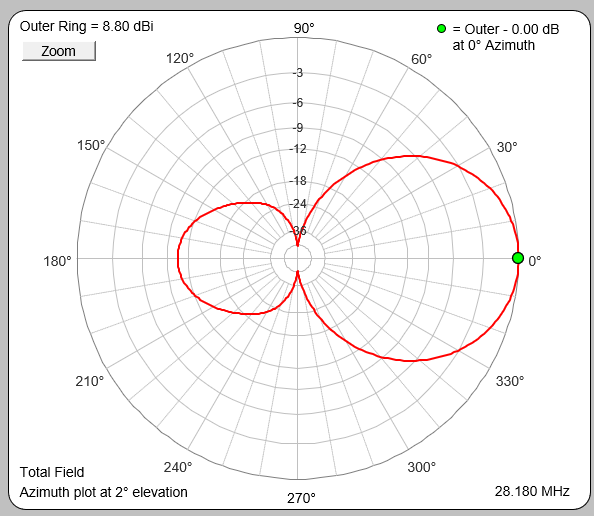 Outer Ring = 8.80 dBi
Zoom
= Outer - 0.00 dB
at 0° Azimuth
90°
120°
60°
150°
30°
180°
0°
210°
330°
240°
300°
270°
-3
-6
-9
-12
-18
-24
-36
Total Field
Azimuth plot at 2° elevation
28.180 MHz